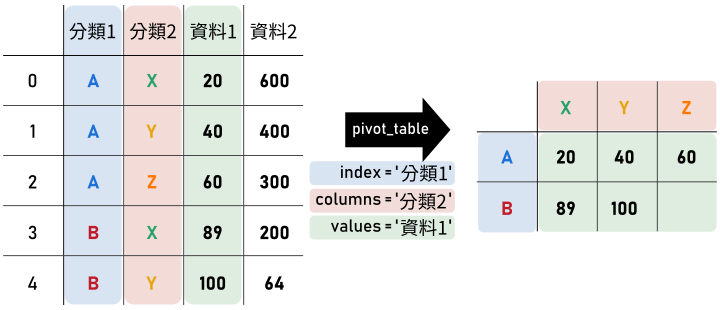 分類1 分類2 資料1 資料2
0 A X 20 600
1 A Y 40 400
2 A Z 60 300
3 B X 89 200
4 B Y 100 64
pivot_table
index = '分類1'
columns = '分類2'
values = '資料1'
X Y Z
A 20 40 60
B 89 100